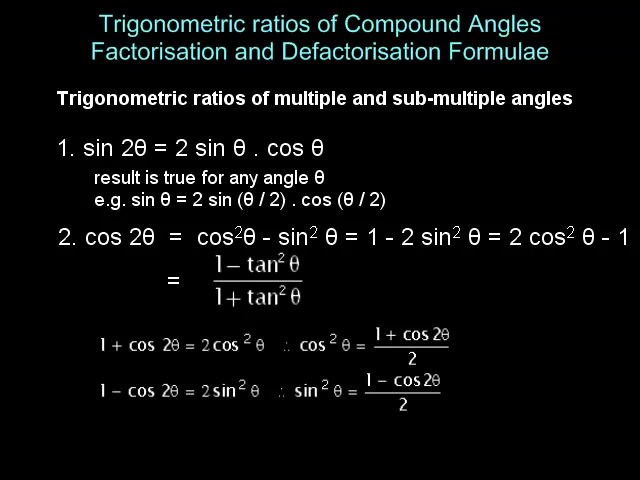 Trigonometric ratios of Compound Angles
Factorisation and Defactorisation Formulae
Trigonometric ratios of multiple and sub-multiple angles
1. sin 2θ = 2 sin θ . cos θ
result is true for any angle θ
e.g. sin θ = 2 sin (θ / 2) . cos (θ / 2)
2. cos 2θ = cos²θ - sin² θ = 1 - 2 sin² θ = 2 cos² θ - 1
= (1 − tan² θ) / (1 + tan² θ)
1 + cos 2θ = 2 cos² θ ∴ cos² θ = (1 + cos 2θ) / 2
1 − cos 2θ = 2 sin² θ ∴ sin² θ = (1 − cos 2θ) / 2